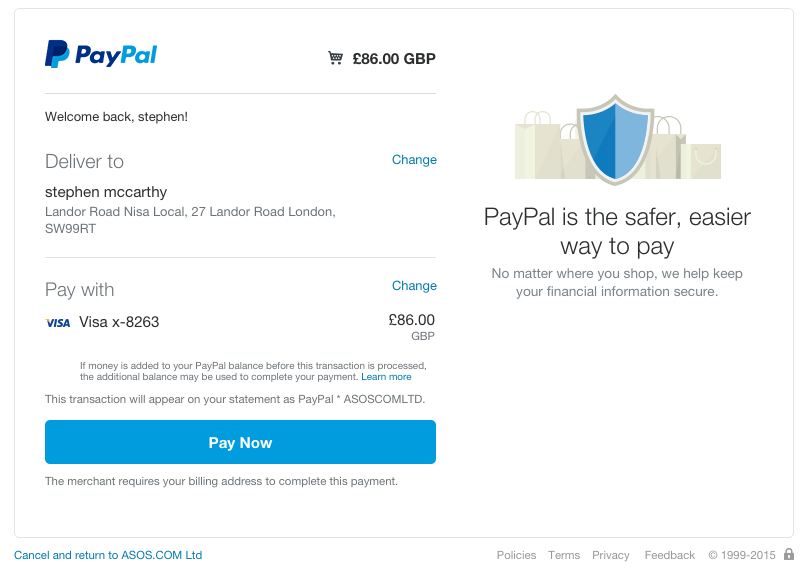 PayPal
£86.00 GBP
Welcome back, stephen!
Deliver to
Change
stephen mccarthy
Landor Road Nisa Local, 27 Landor Road London,
SW99RT
Pay with
Change
VISA Visa x-8263
£86.00
GBP
If money is added to your PayPal balance before this transaction is processed,
the additional balance may be used to complete your payment. Learn more
This transaction will appear on your statement as PayPal * ASOSCOMLTD.
Pay Now
The merchant requires your billing address to complete this payment.
PayPal is the safer, easier
way to pay
No matter where you shop, we help keep
your financial information secure.
Cancel and return to ASOS.COM Ltd
Policies Terms Privacy Feedback © 1999-2015